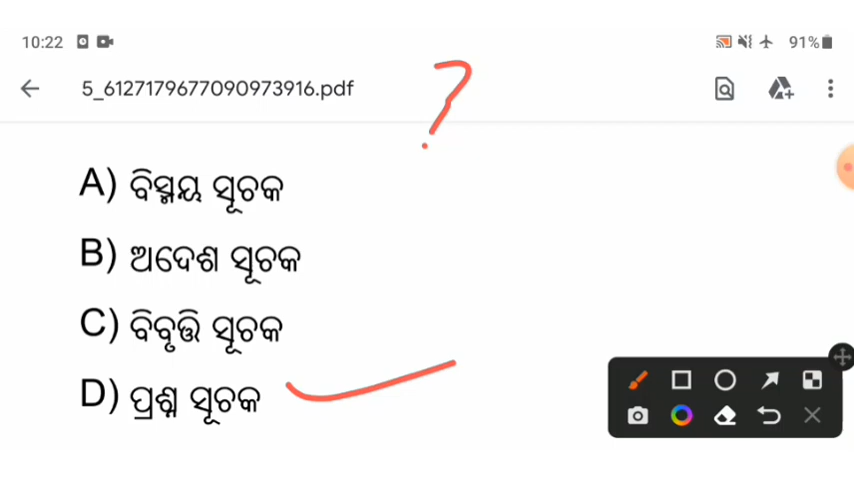 10:22 91%
5_6127179677090973916.pdf
?
A) ବିସ୍ମୟ ସୂଚକ
B) ଅଦେଶ ସୂଚକ
C) ବିବୃତ୍ତି ସୂଚକ
D) ପ୍ରଶ୍ନ ସୂଚକ